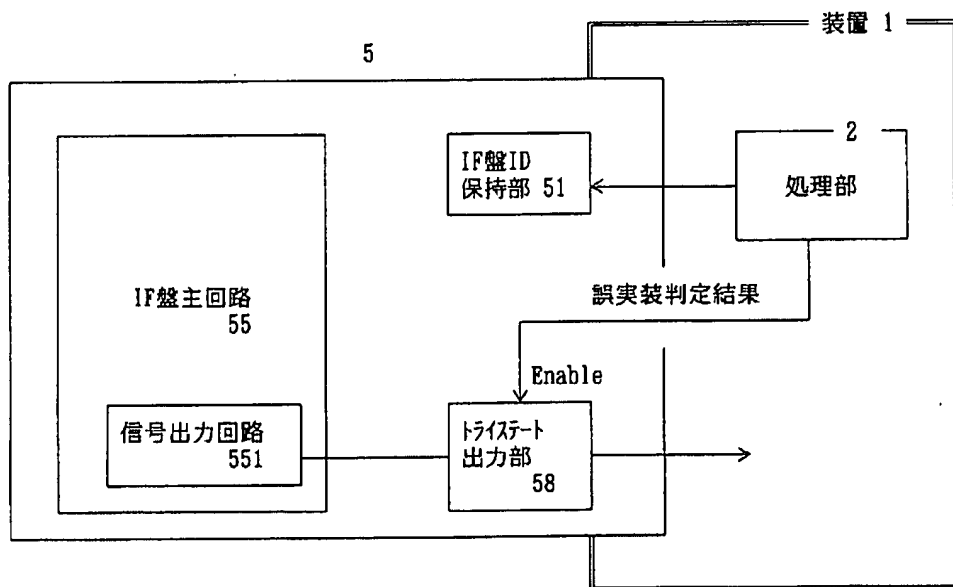 装置 1
5
2
処理部
IF盤ID
保持部 51
誤実装判定結果
IF盤主回路
55
Enable
信号出力回路
551
トライステート
出力部
58